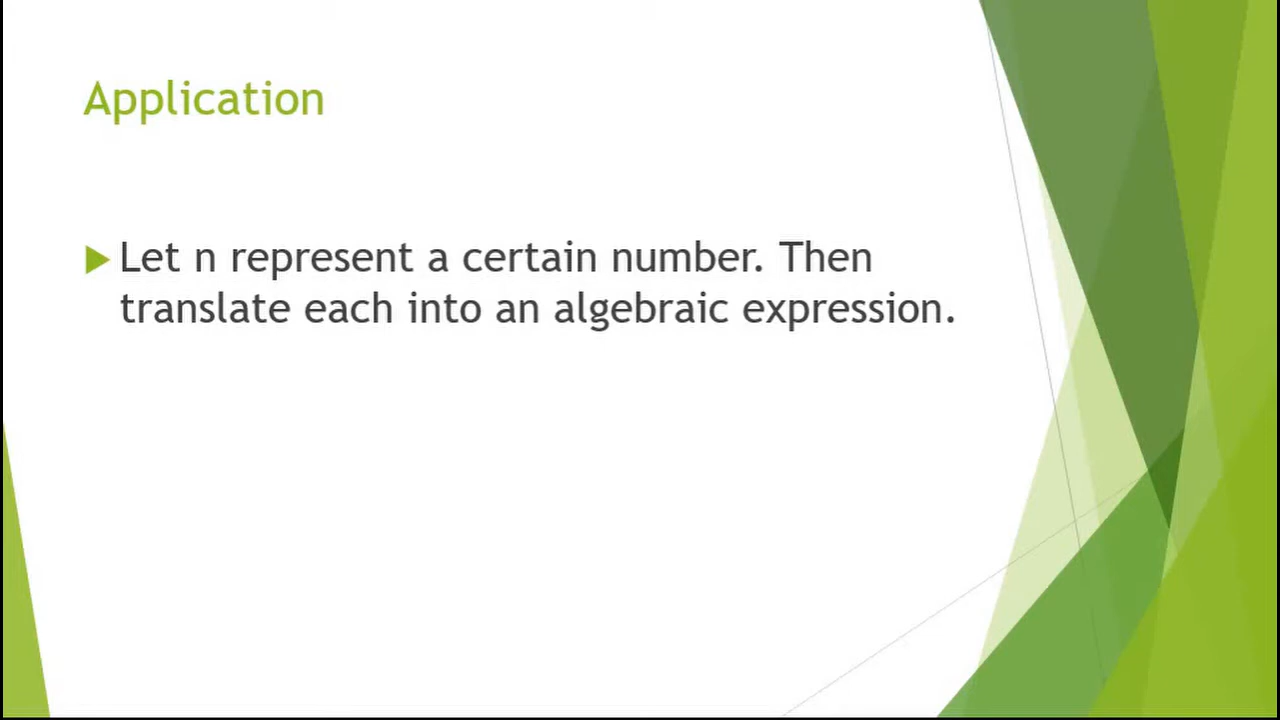 Application
Let n represent a certain number. Then
translate each into an algebraic expression.